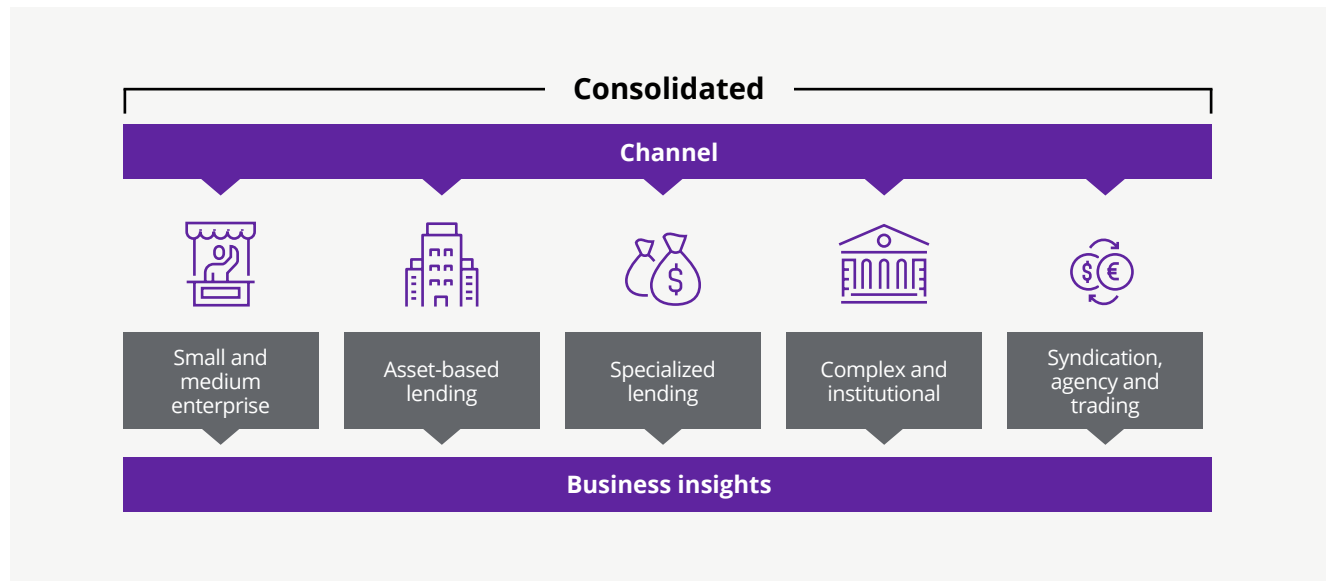 Consolidated
Channel
$
$ €
Small and
medium
enterprise
Asset-based
lending
Specialized
lending
Complex and
institutional
Syndication,
agency and
trading
Business insights